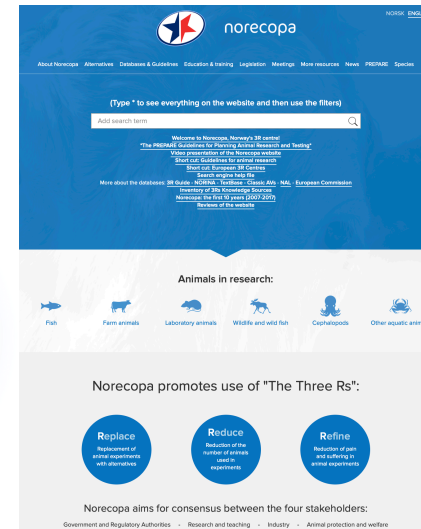 NORSK ENGL
norecopa
About Norecopa Alternatives Databases & Guidelines Education & training Legislation Meetings More resources News PREPARE Species
(Type * to see everything on the website and then use the filters)
Add search term
Welcome to Norecopa, Norway's 3R centre!
"The PREPARE Guidelines for Planning Animal Research and Testing"
Video presentation of the Norecopa website
Short cut: Guidelines for animal research
Short cut: European 3R Centres
Search engine help file
More about the databases: 3R Guide - NORINA - TextBase - Classic AVs - NAL - European Commission
Inventory of 3Rs Knowledge Sources
Norecopa: the first 10 years (2007-2017)
Reviews of the website
Animals in research:
Fish Farm animals Laboratory animals Wildlife and wild fish Cephalopods Other aquatic anim
Norecopa promotes use of "The Three Rs":
Replace
Replacement of
animal experiments
with alternatives
Reduce
Reduction of the
number of animals
used in
experiments
Refine
Refinement of pain
and suffering in
animal experiments
Norecopa aims for consensus between the four stakeholders:
Government and Regulatory Authorities - Research and teaching - Industry - Animal protection and welfare